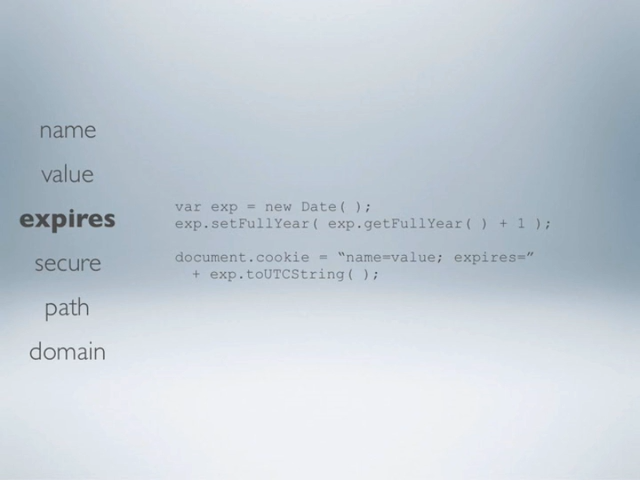 name
value
expires
secure
path
domain
var exp = new Date( );
exp.setFullYear( exp.getFullYear( ) + 1 );
document.cookie = “name=value; expires=”
+ exp.toUTCString( );